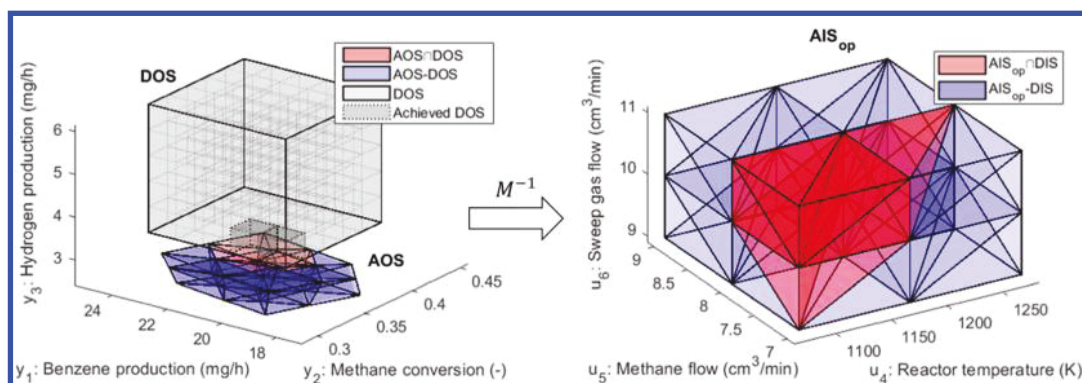 DOS
AOS∩DOS
AOS-DOS
DOS
Achieved DOS
AOS
y₃: Hydrogen production (mg/h)
6
5
4
3
24
22
20
18
y₁: Benzene production (mg/h)
0.3
0.35
0.4
0.45
y₂: Methane conversion (-)
M⁻¹
AISₒₚ
AISₒₚ∩DIS
AISₒₚ-DIS
u₆: Sweep gas flow (cm³/min)
11
10
9
9
8.5
8
7.5
7
u₅: Methane flow (cm³/min)
1100
1150
1200
1250
u₄: Reactor temperature (K)